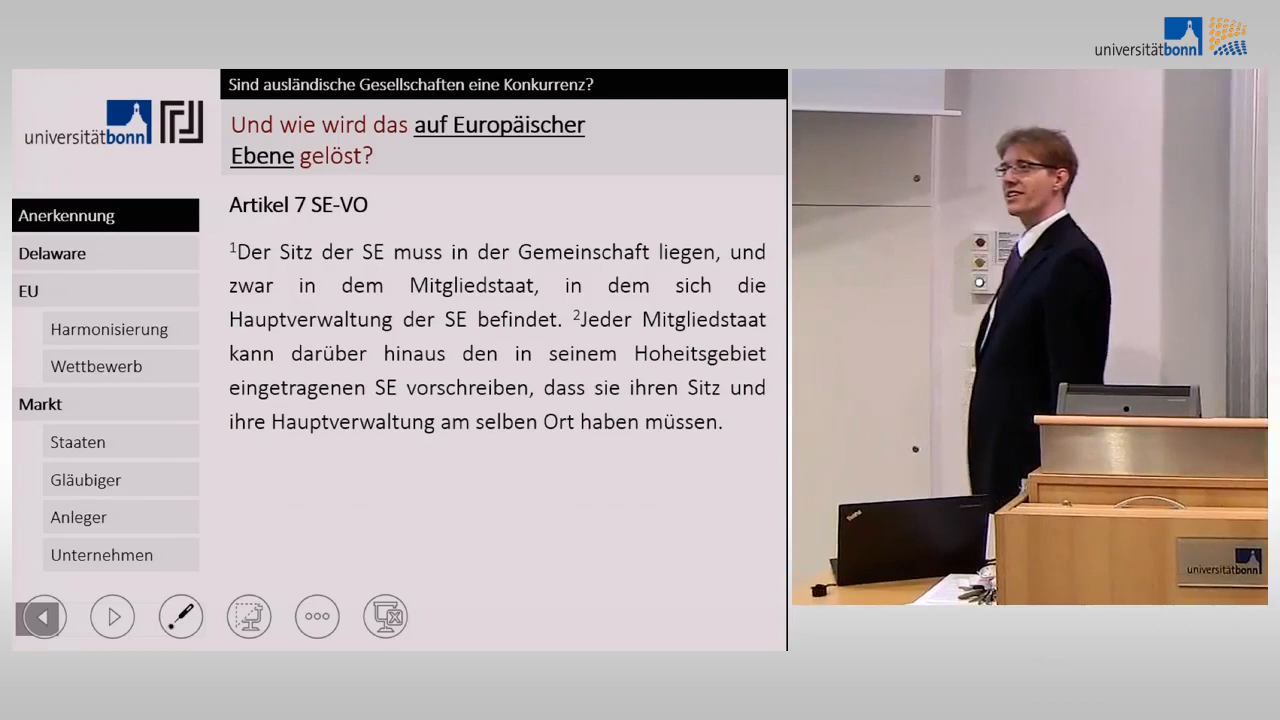 universitätbonn
Sind ausländische Gesellschaften eine Konkurrenz?
universitätbonn
Und wie wird das auf Europäischer
Ebene gelöst?
Anerkennung
Delaware
EU
Harmonisierung
Wettbewerb
Markt
Staaten
Gläubiger
Anleger
Unternehmen
Artikel 7 SE-VO
1Der Sitz der SE muss in der Gemeinschaft liegen, und
zwar in dem Mitgliedstaat, in dem sich die
Hauptverwaltung der SE befindet. 2Jeder Mitgliedstaat
kann darüber hinaus den in seinem Hoheitsgebiet
eingetragenen SE vorschreiben, dass sie ihren Sitz und
ihre Hauptverwaltung am selben Ort haben müssen.
ThinkPad
universitätbonn